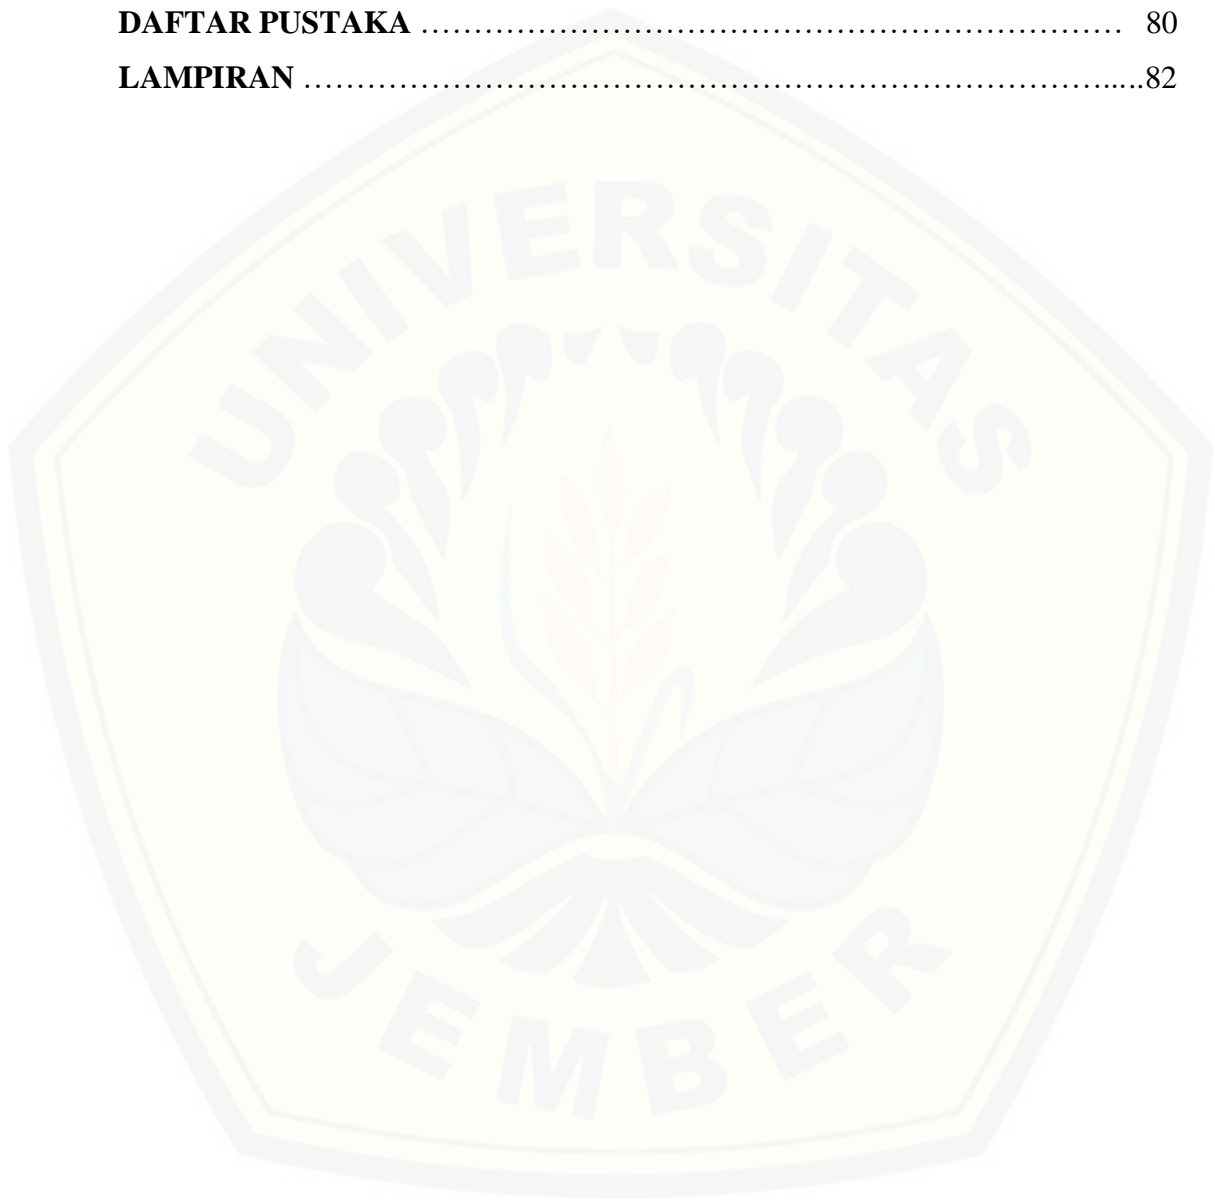 DAFTAR PUSTAKA ………………………………………………………… 80
LAMPIRAN …………………………………………………………………......82
UNIVERSITAS
JEMBER